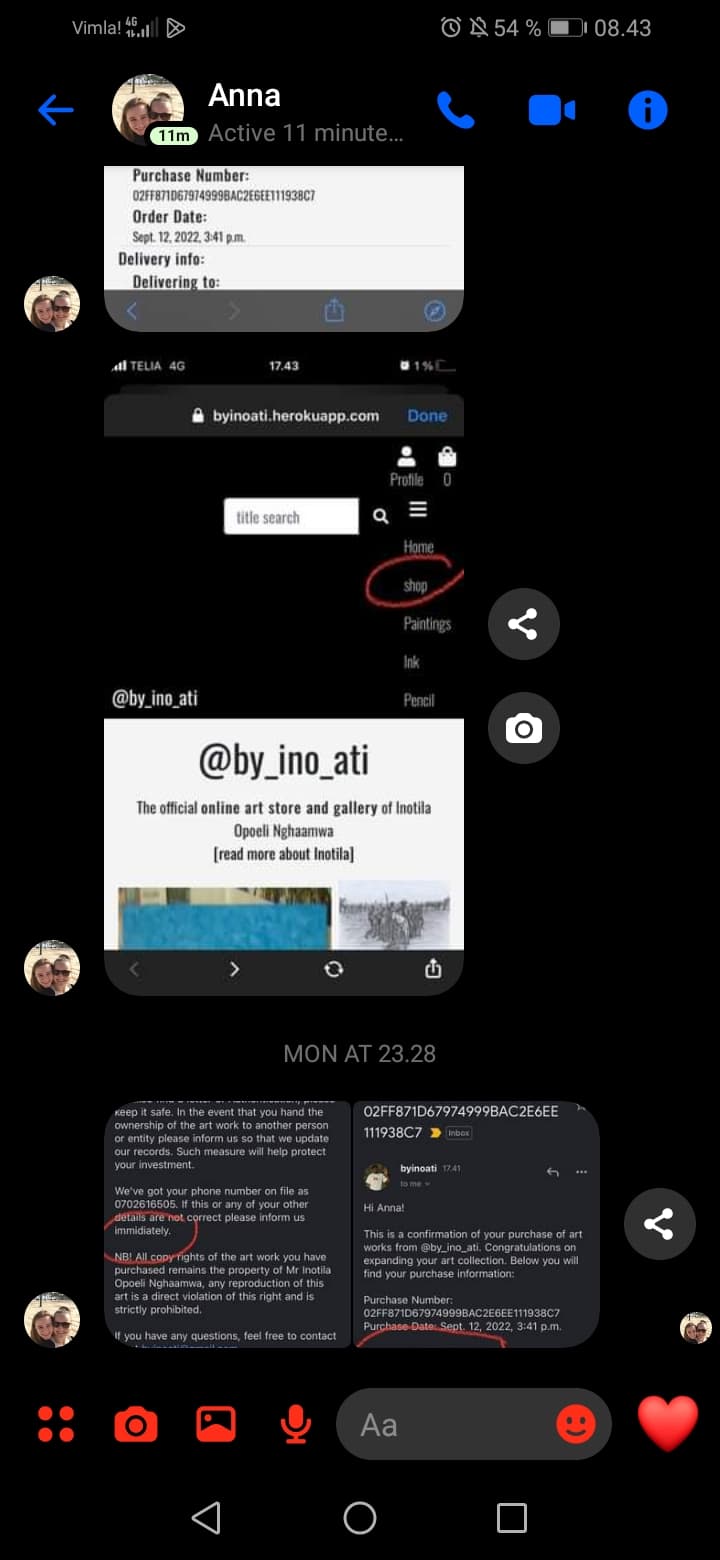 Vimla! 4G 54 % 08.43
Anna
11m Active 11 minute…
Purchase Number:
02FF871D67974999BAC2E6EE111938C7
Order Date:
Sept. 12, 2022, 3:41 p.m.
Delivery info:
Delivering to:
TELIA 4G 17.43 1 %
byinoati.herokuapp.com Done
Profile 0
title search
Home
shop
Paintings
Ink
Pencil
@by_ino_ati
@by_ino_ati
The official online art store and gallery of Inotila
Opoeli Nghaamwa
[read more about Inotila]
MON AT 23.28
keep it safe. In the event that you hand the
ownership of the art work to another person
or entity please inform us so that we update
our records. Such measure will help protect
your investment.
We've got your phone number on file as
0702616505. If this or any of your other
details are not correct please inform us
immidiately.
NB! All copy rights of the art work you have
purchased remains the property of Mr Inotila
Opoeli Nghaamwa, any reproduction of this
art is a direct violation of this right and is
strictly prohibited.
If you have any questions, feel free to contact
02FF871D67974999BAC2E6EE
111938C7 Inbox
byinoati 17.41
to me
Hi Anna!
This is a confirmation of your purchase of art
works from @by_ino_ati. Congratulations on
expanding your art collection. Below you will
find your purchase information:
Purchase Number:
02FF871D67974999BAC2E6EE111938C7
Purchase Date: Sept. 12, 2022, 3:41 p.m.
Aa